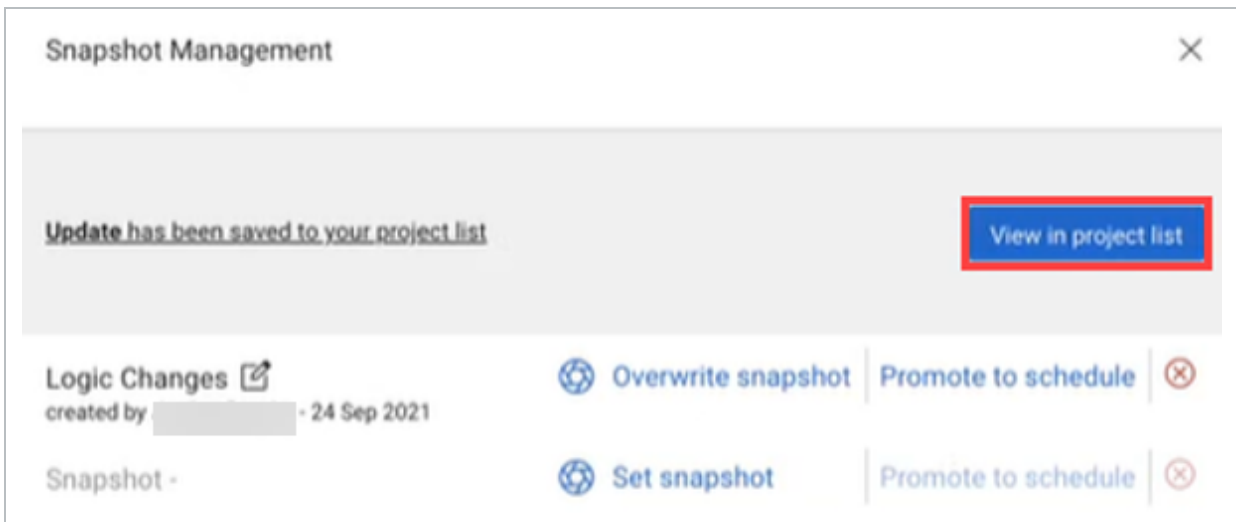 Snapshot Management
Update has been saved to your project list
View in project list
Logic Changes
Overwrite snapshot
Promote to schedule
created by - 24 Sep 2021
Snapshot -
Set snapshot
Promote to schedule